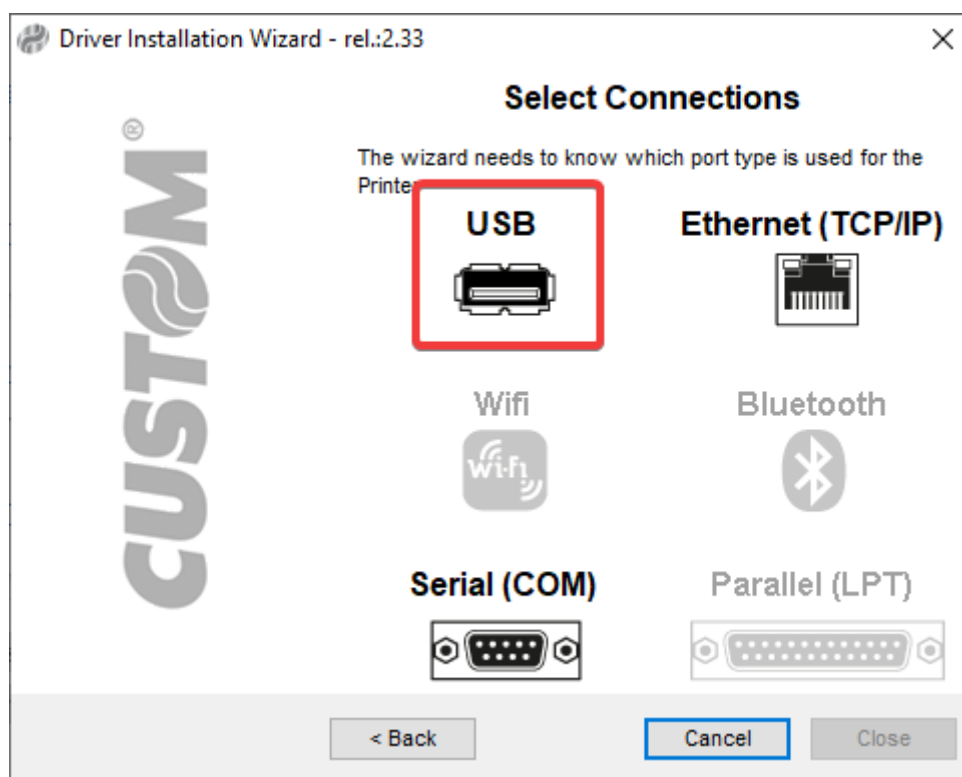 Driver Installation Wizard - rel.:2.33
CUSTOM®
Select Connections
The wizard needs to know which port type is used for the
Printe
USB
Ethernet (TCP/IP)
Wifi
Bluetooth
Wi-Fi
Serial (COM)
Parallel (LPT)
< Back
Cancel
Close